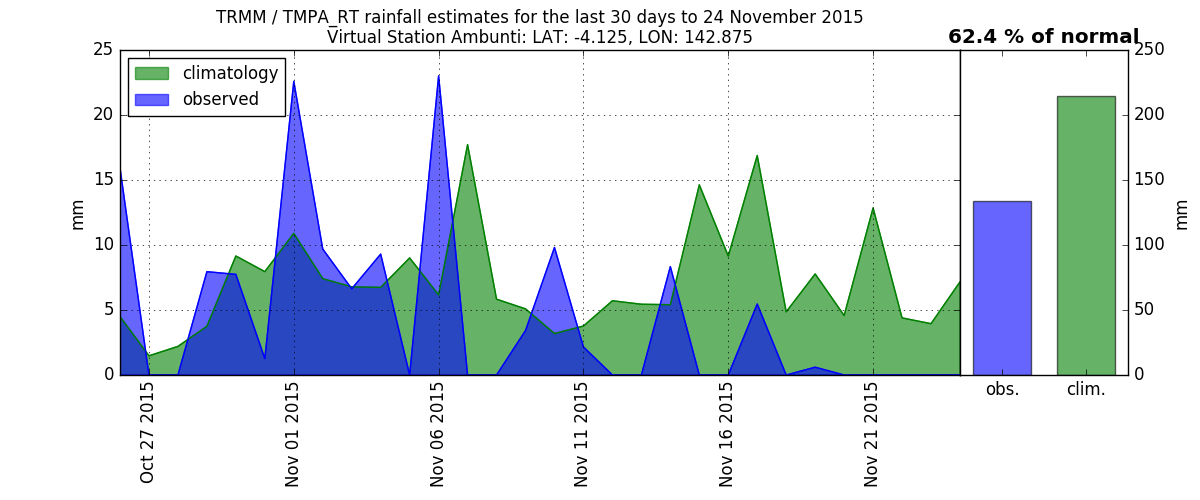 TRMM / TMPA_RT rainfall estimates for the last 30 days to 24 November 2015
Virtual Station Ambunti: LAT: -4.125, LON: 142.875
62.4 % of normal
climatology
observed
25
20
15
10
5
0
mm
250
200
150
100
50
0
mm
Oct 27 2015
Nov 01 2015
Nov 06 2015
Nov 11 2015
Nov 16 2015
Nov 21 2015
obs.
clim.